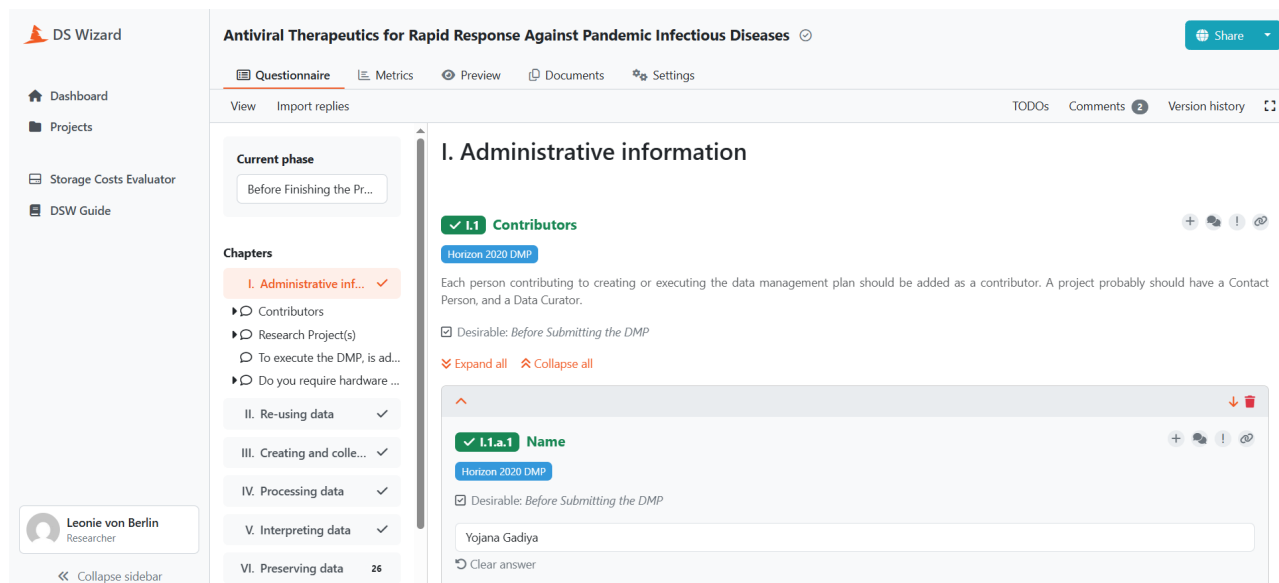 DS Wizard
Dashboard
Projects
Storage Costs Evaluator
DSW Guide
Leonie von Berlin
Researcher
Collapse sidebar
Antiviral Therapeutics for Rapid Response Against Pandemic Infectious Diseases
Share
Questionnaire Metrics Preview Documents Settings
View Import replies TODOs Comments 2 Version history
Current phase
Before Finishing the Pr...
Chapters
I. Administrative inf...
Contributors
Research Project(s)
To execute the DMP, is ad...
Do you require hardware ...
II. Re-using data
III. Creating and colle...
IV. Processing data
V. Interpreting data
VI. Preserving data 26
I. Administrative information
I.1 Contributors
Horizon 2020 DMP
Each person contributing to creating or executing the data management plan should be added as a contributor. A project probably should have a Contact
Person, and a Data Curator.
Desirable: Before Submitting the DMP
Expand all Collapse all
I.1.a.1 Name
Horizon 2020 DMP
Desirable: Before Submitting the DMP
Yojana Gadiya
Clear answer